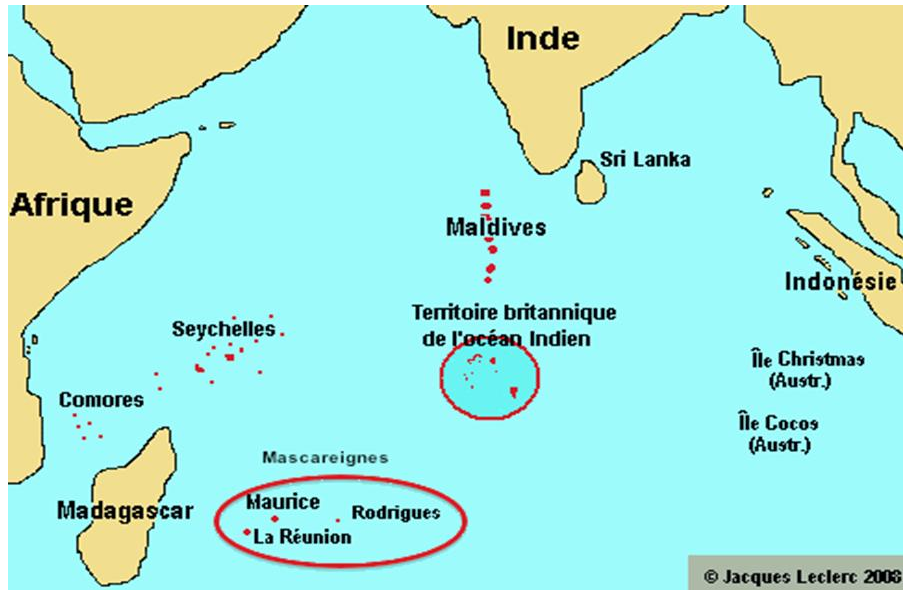 Inde
Sri Lanka
Afrique
Maldives
Indonésie
Territoire britannique
de l'océan Indien
Seychelles
Île Christmas
(Austr.)
Comores
Île Cocos
(Austr.)
Mascareignes
Maurice
Rodrigues
Madagascar
La Réunion
© Jacques Leclerc 2008